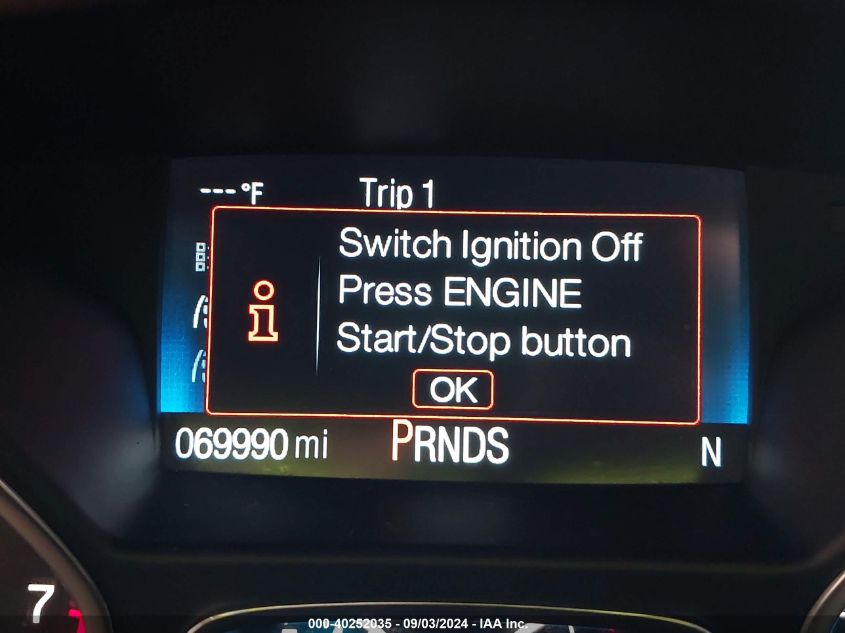 ---°F Trip 1
Switch Ignition Off
Press ENGINE
Start/Stop button
OK
069990 mi PRNDS N
7
000-40252035 - 09/03/2024 - IAA Inc.